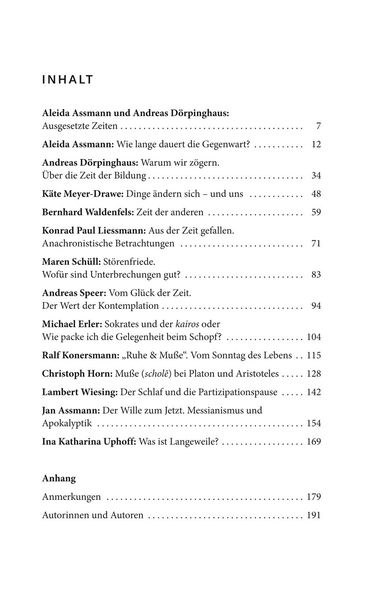 INHALT
Aleida Assmann und Andreas Dörpinghaus:
Ausgesetzte Zeiten ........................................ 7
Aleida Assmann: Wie lange dauert die Gegenwart? ........... 12
Andreas Dörpinghaus: Warum wir zögern.
Über die Zeit der Bildung .................................. 34
Käte Meyer-Drawe: Dinge ändern sich – und uns ............ 48
Bernhard Waldenfels: Zeit der anderen ..................... 59
Konrad Paul Liessmann: Aus der Zeit gefallen.
Anachronistische Betrachtungen ........................... 71
Maren Schüll: Störenfriede.
Wofür sind Unterbrechungen gut? .......................... 83
Andreas Speer: Vom Glück der Zeit.
Der Wert der Kontemplation ............................... 94
Michael Erler: Sokrates und der kairos oder
Wie packe ich die Gelegenheit beim Schopf? ................. 104
Ralf Konersmann: „Ruhe & Muße“. Vom Sonntag des Lebens .. 115
Christoph Horn: Muße (scholê) bei Platon und Aristoteles ..... 128
Lambert Wiesing: Der Schlaf und die Partizipationspause ..... 142
Jan Assmann: Der Wille zum Jetzt. Messianismus und
Apokalyptik ............................................. 154
Ina Katharina Uphoff: Was ist Langeweile? .................. 169
Anhang
Anmerkungen ........................................... 179
Autorinnen und Autoren .................................. 191